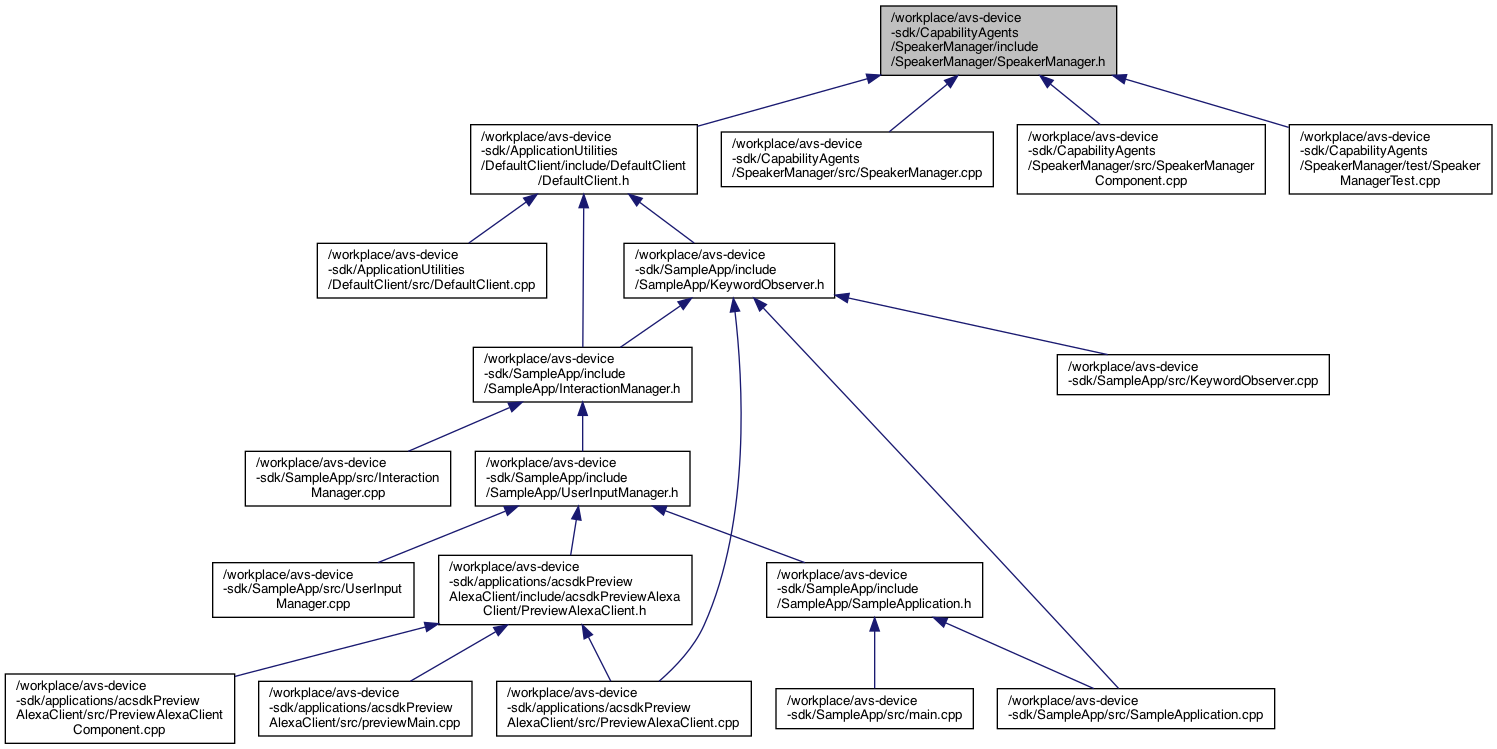 /workplace/avs-device
-sdk/CapabilityAgents
/SpeakerManager/include
/SpeakerManager/SpeakerManager.h
/workplace/avs-device
-sdk/ApplicationUtilities
/DefaultClient/include/DefaultClient
/DefaultClient.h
/workplace/avs-device
-sdk/CapabilityAgents
/SpeakerManager/src/SpeakerManager.cpp
/workplace/avs-device
-sdk/CapabilityAgents
/SpeakerManager/src/SpeakerManager
Component.cpp
/workplace/avs-device
-sdk/CapabilityAgents
/SpeakerManager/test/Speaker
ManagerTest.cpp
/workplace/avs-device
-sdk/ApplicationUtilities
/DefaultClient/src/DefaultClient.cpp
/workplace/avs-device
-sdk/SampleApp/include
/SampleApp/KeywordObserver.h
/workplace/avs-device
-sdk/SampleApp/include
/SampleApp/InteractionManager.h
/workplace/avs-device
-sdk/SampleApp/src/KeywordObserver.cpp
/workplace/avs-device
-sdk/SampleApp/src/Interaction
Manager.cpp
/workplace/avs-device
-sdk/SampleApp/include
/SampleApp/UserInputManager.h
/workplace/avs-device
-sdk/SampleApp/src/UserInput
Manager.cpp
/workplace/avs-device
-sdk/applications/acsdkPreview
AlexaClient/include/acsdkPreviewAlexa
Client/PreviewAlexaClient.h
/workplace/avs-device
-sdk/SampleApp/include
/SampleApp/SampleApplication.h
/workplace/avs-device
-sdk/applications/acsdkPreview
AlexaClient/src/PreviewAlexaClient
Component.cpp
/workplace/avs-device
-sdk/applications/acsdkPreview
AlexaClient/src/previewMain.cpp
/workplace/avs-device
-sdk/applications/acsdkPreview
AlexaClient/src/PreviewAlexaClient.cpp
/workplace/avs-device
-sdk/SampleApp/src/main.cpp
/workplace/avs-device
-sdk/SampleApp/src/SampleApplication.cpp